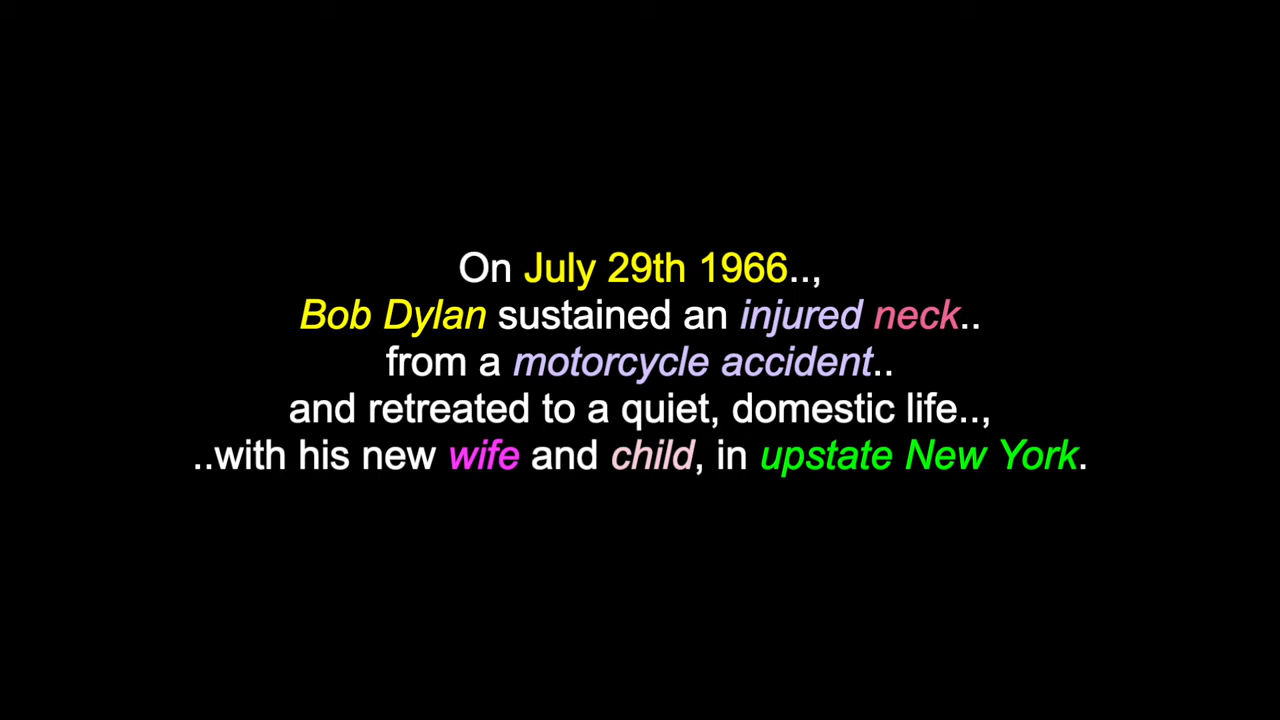 On July 29th 1966..,
Bob Dylan sustained an injured neck..
from a motorcycle accident..
and retreated to a quiet, domestic life..,
..with his new wife and child, in upstate New York.